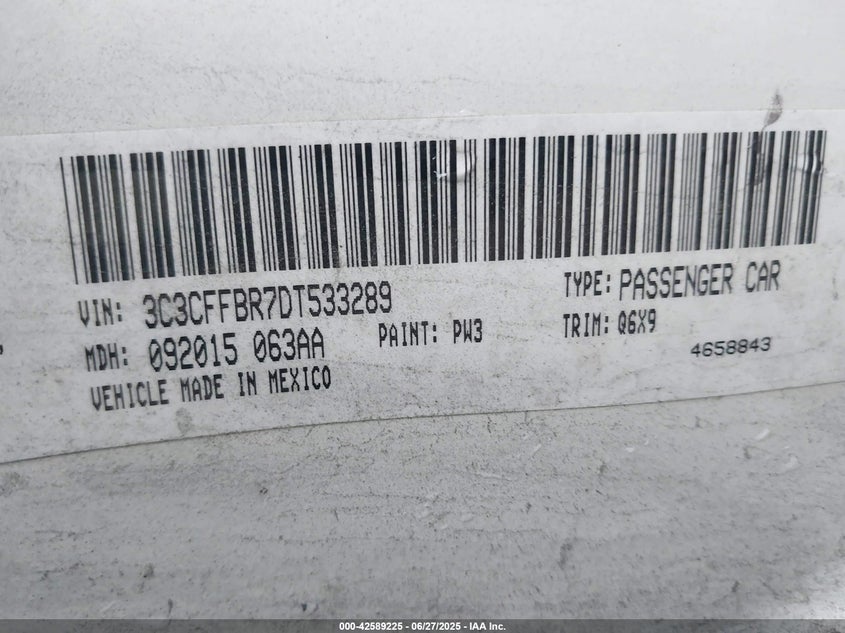 VIN: 3C3CFFBR7DT533289
TYPE: PASSENGER CAR
MDH: 092015 063AA
PAINT: PW3
TRIM: Q6X9
VEHICLE MADE IN MEXICO
4658843
000-42589225 - 06/27/2025 - IAA Inc.